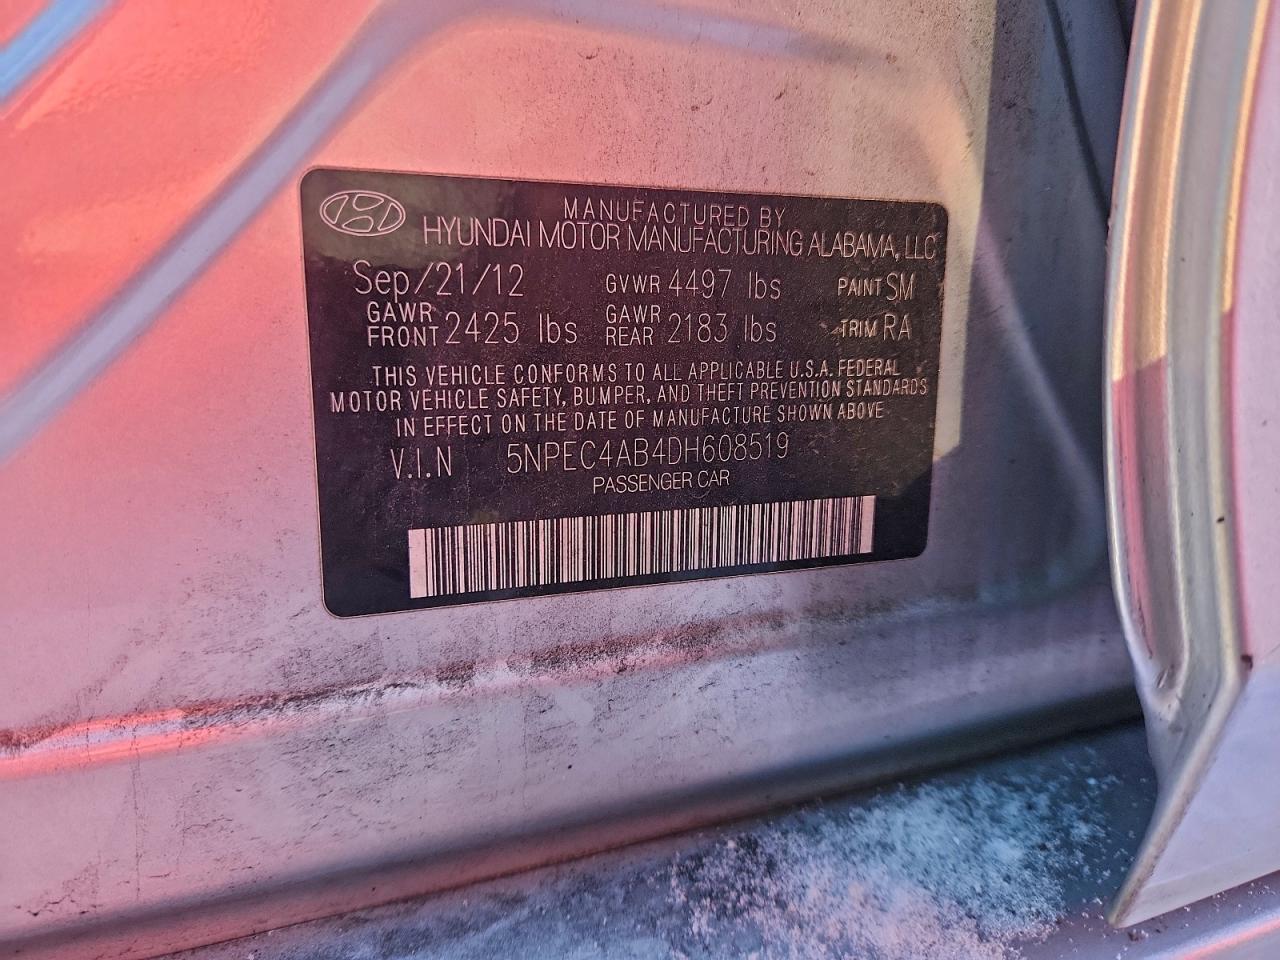 MANUFACTURED BY
HYUNDAI MOTOR MANUFACTURING ALABAMA, LLC
Sep/21/12 GVWR 4497 lbs PAINT SM
GAWR FRONT 2425 lbs GAWR REAR 2183 lbs TRIM RA
THIS VEHICLE CONFORMS TO ALL APPLICABLE U.S.A. FEDERAL
MOTOR VEHICLE SAFETY, BUMPER, AND THEFT PREVENTION STANDARDS
IN EFFECT ON THE DATE OF MANUFACTURE SHOWN ABOVE
V.I.N 5NPEC4AB4DH608519
PASSENGER CAR